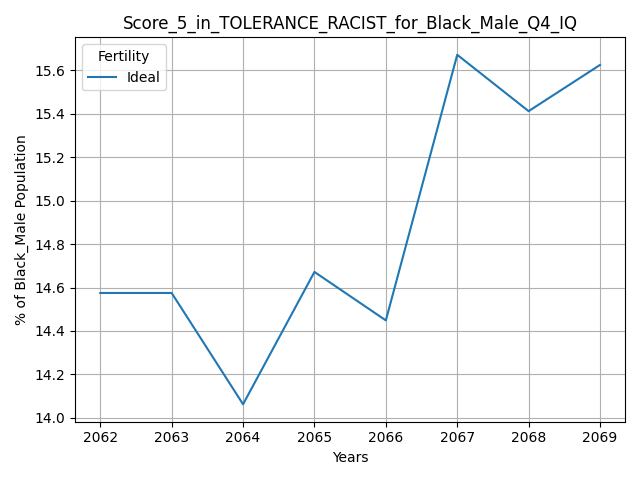 Score_5_in_TOLERANCE_RACIST_for_Black_Male_Q4_IQ
Fertility
Ideal
% of Black_Male Population
15.6
15.4
15.2
15.0
14.8
14.6
14.4
14.2
14.0
2062 2063 2064 2065 2066 2067 2068 2069
Years